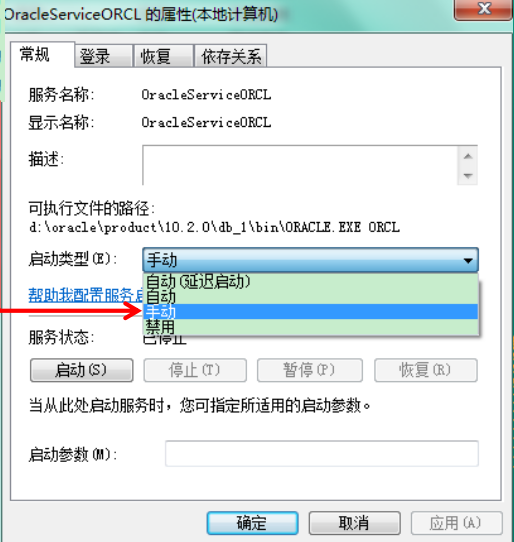 OracleServiceORCL 的属性(本地计算机)
常规 登录 恢复 依存关系
服务名称: OracleServiceORCL
显示名称: OracleServiceORCL
描述:
可执行文件的路径:
d:\oracle\product\10.2.0\db_1\bin\ORACLE.EXE ORCL
启动类型(E): 手动
自动(延迟启动)
帮助我配置服务启 自动
手动
禁用
服务状态: 已停止
启动(S) 停止(T) 暂停(P) 恢复(R)
当从此处启动服务时，您可指定所适用的启动参数。
启动参数(M):
确定 取消 应用(A)